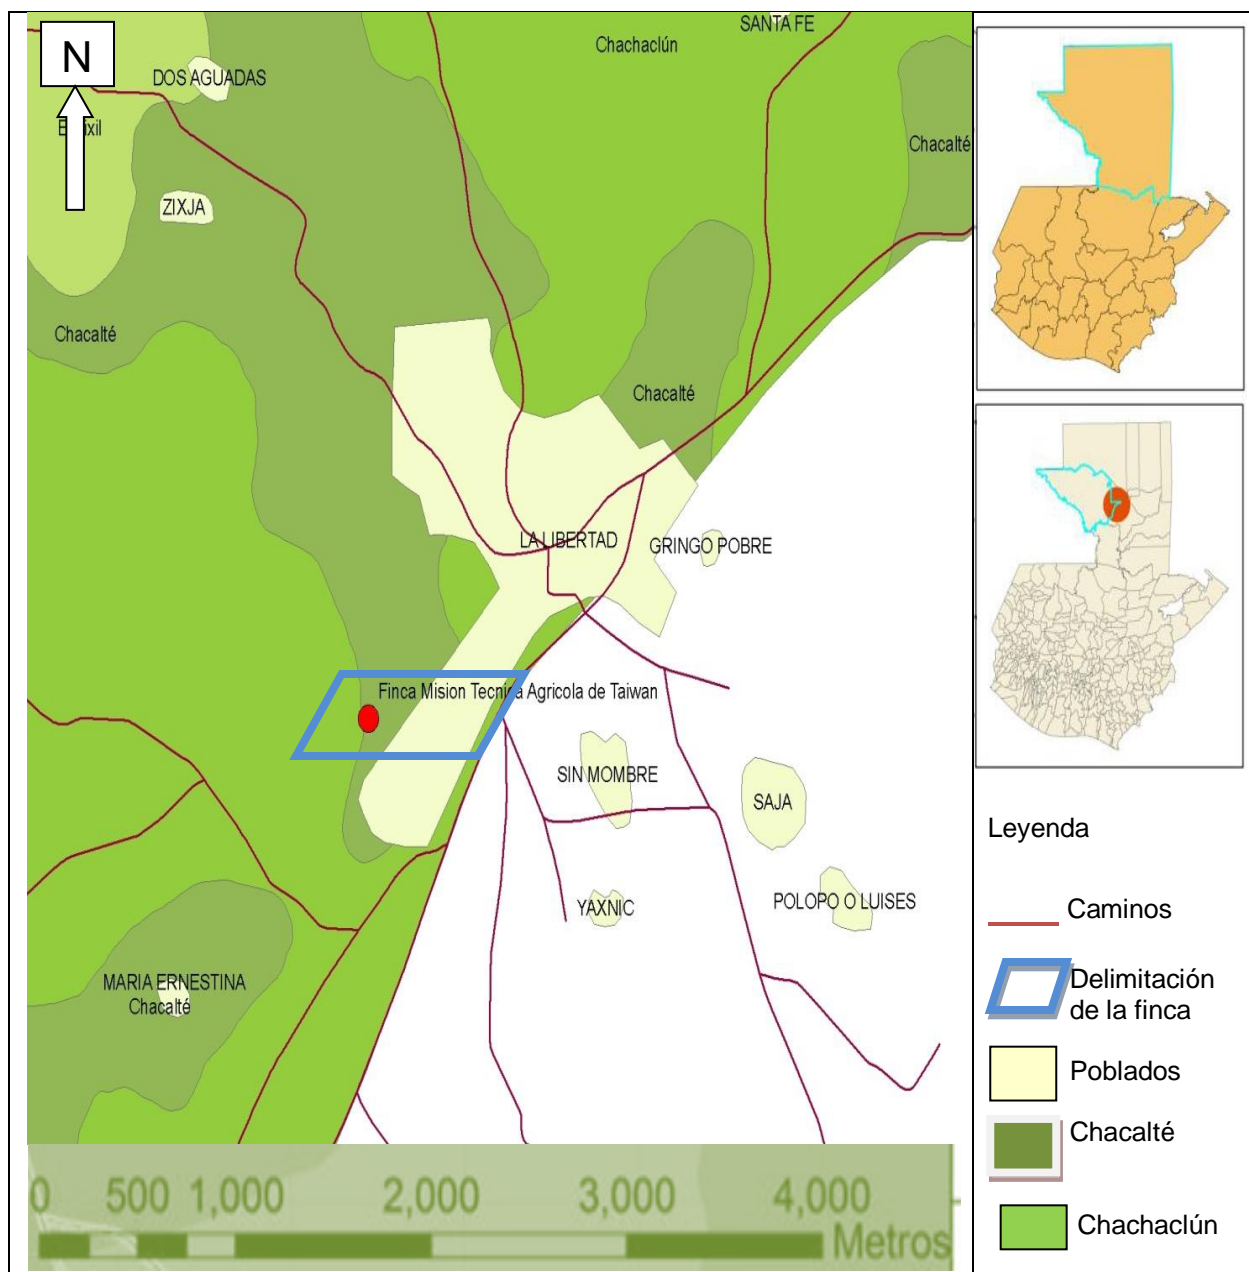 SANTA FE
Chachaclún
N
DOS AGUADAS
Chacalté
ZIXJA
Chacalté
Chacalté
LA LIBERTAD
GRINGO POBRE
Finca Mision Tecnica Agricola de Taiwan
SIN MOMBRE
SAJA
YAXNIC
POLOPO O LUISES
MARIA ERNESTINA
Chacalté
0 500 1,000 2,000 3,000 4,000
Metros
Leyenda
Caminos
Delimitación
de la finca
Poblados
Chacalté
Chachaclún